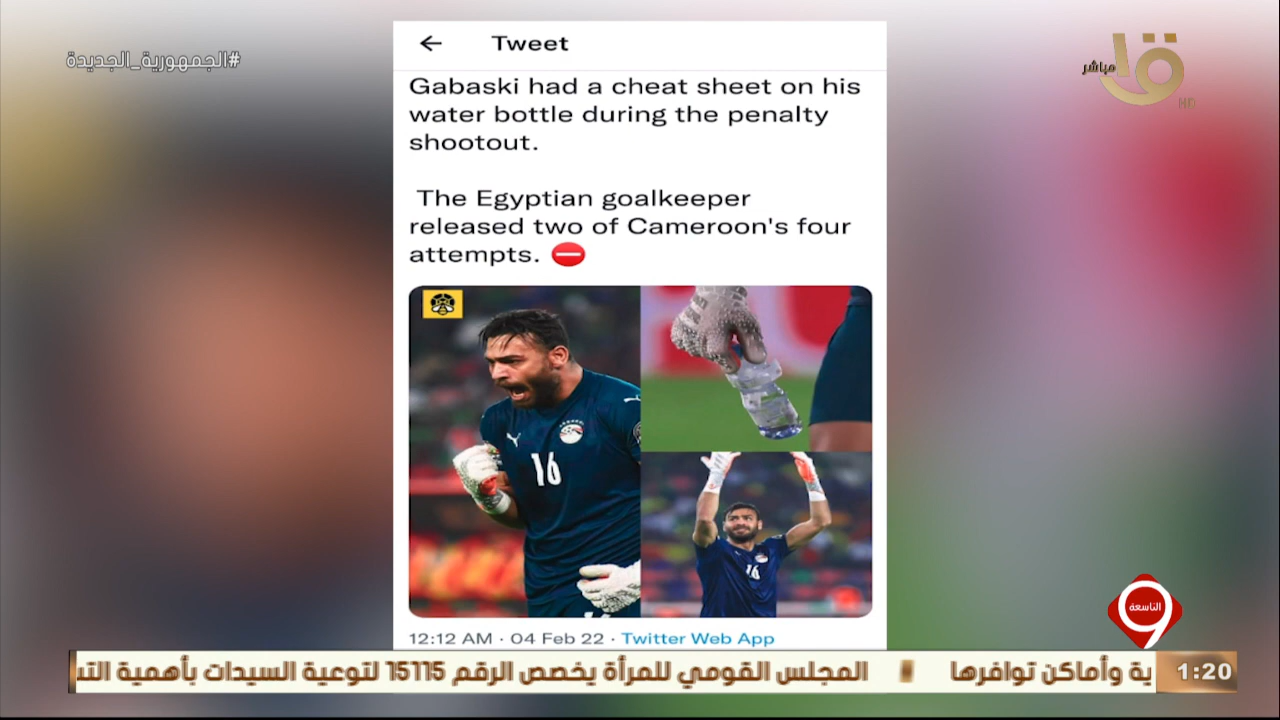 #الجمهورية_الجديدة
مباشر
HD
Tweet
Gabaski had a cheat sheet on his
water bottle during the penalty
shootout.
The Egyptian goalkeeper
released two of Cameroon's four
attempts. ⛔
16
16
12:12 AM · 04 Feb 22 · Twitter Web App
التاسعة
9
ية وأماكن توافرها المجلس القومي للمرأة يخصص الرقم 15115 لتوعية السيدات بأهمية التس
1:20